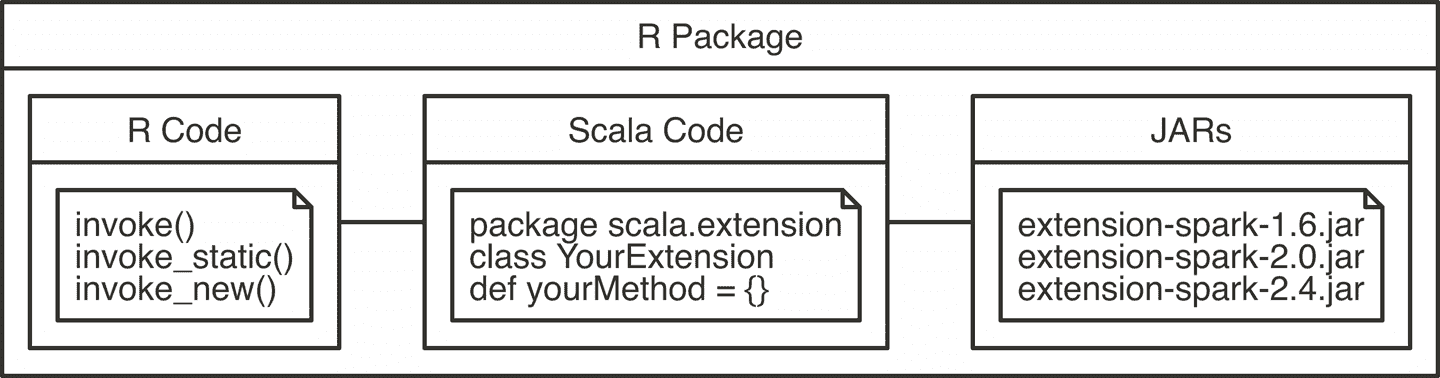 R Package
R Code
invoke()
invoke_static()
invoke_new()
Scala Code
package scala.extension
class YourExtension
def yourMethod = {}
JARs
extension-spark-1.6.jar
extension-spark-2.0.jar
extension-spark-2.4.jar